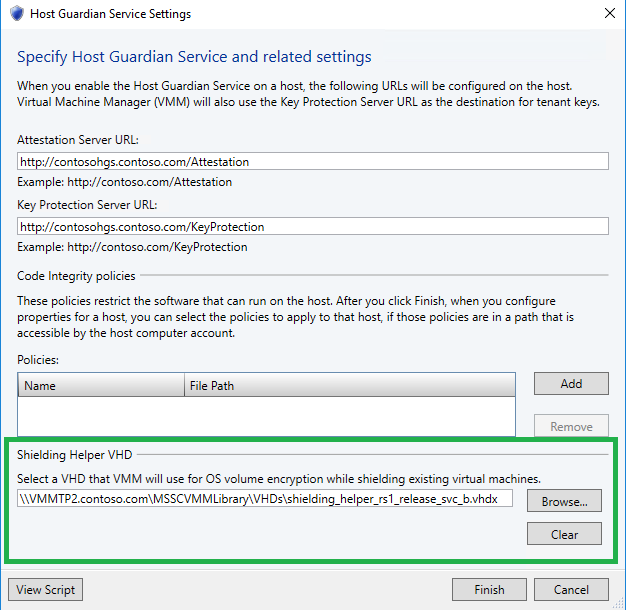 Host Guardian Service Settings
Specify Host Guardian Service and related settings
When you enable the Host Guardian Service on a host, the following URLs will be configured on the host.
Virtual Machine Manager (VMM) will also use the Key Protection Server URL as the destination for tenant keys.
Attestation Server URL:
http://contosohgs.contoso.com/Attestation
Example: http://contoso.com/Attestation
Key Protection Server URL:
http://contosohgs.contoso.com/KeyProtection
Example: http://contoso.com/KeyProtection
Code Integrity policies
These policies restrict the software that can run on the host. After you click Finish, when you configure
properties for a host, you can select the policies to apply to that host, if those policies are in a path that is
accessible by the host computer account.
Policies:
Name File Path Add
Remove
Shielding Helper VHD
Select a VHD that VMM will use for OS volume encryption while shielding existing virtual machines.
\\VMMTP2.contoso.com\MSSCVMMLibrary\VHDs\shielding_helper_rs1_release_svc_b.vhdx Browse...
Clear
View Script Finish Cancel